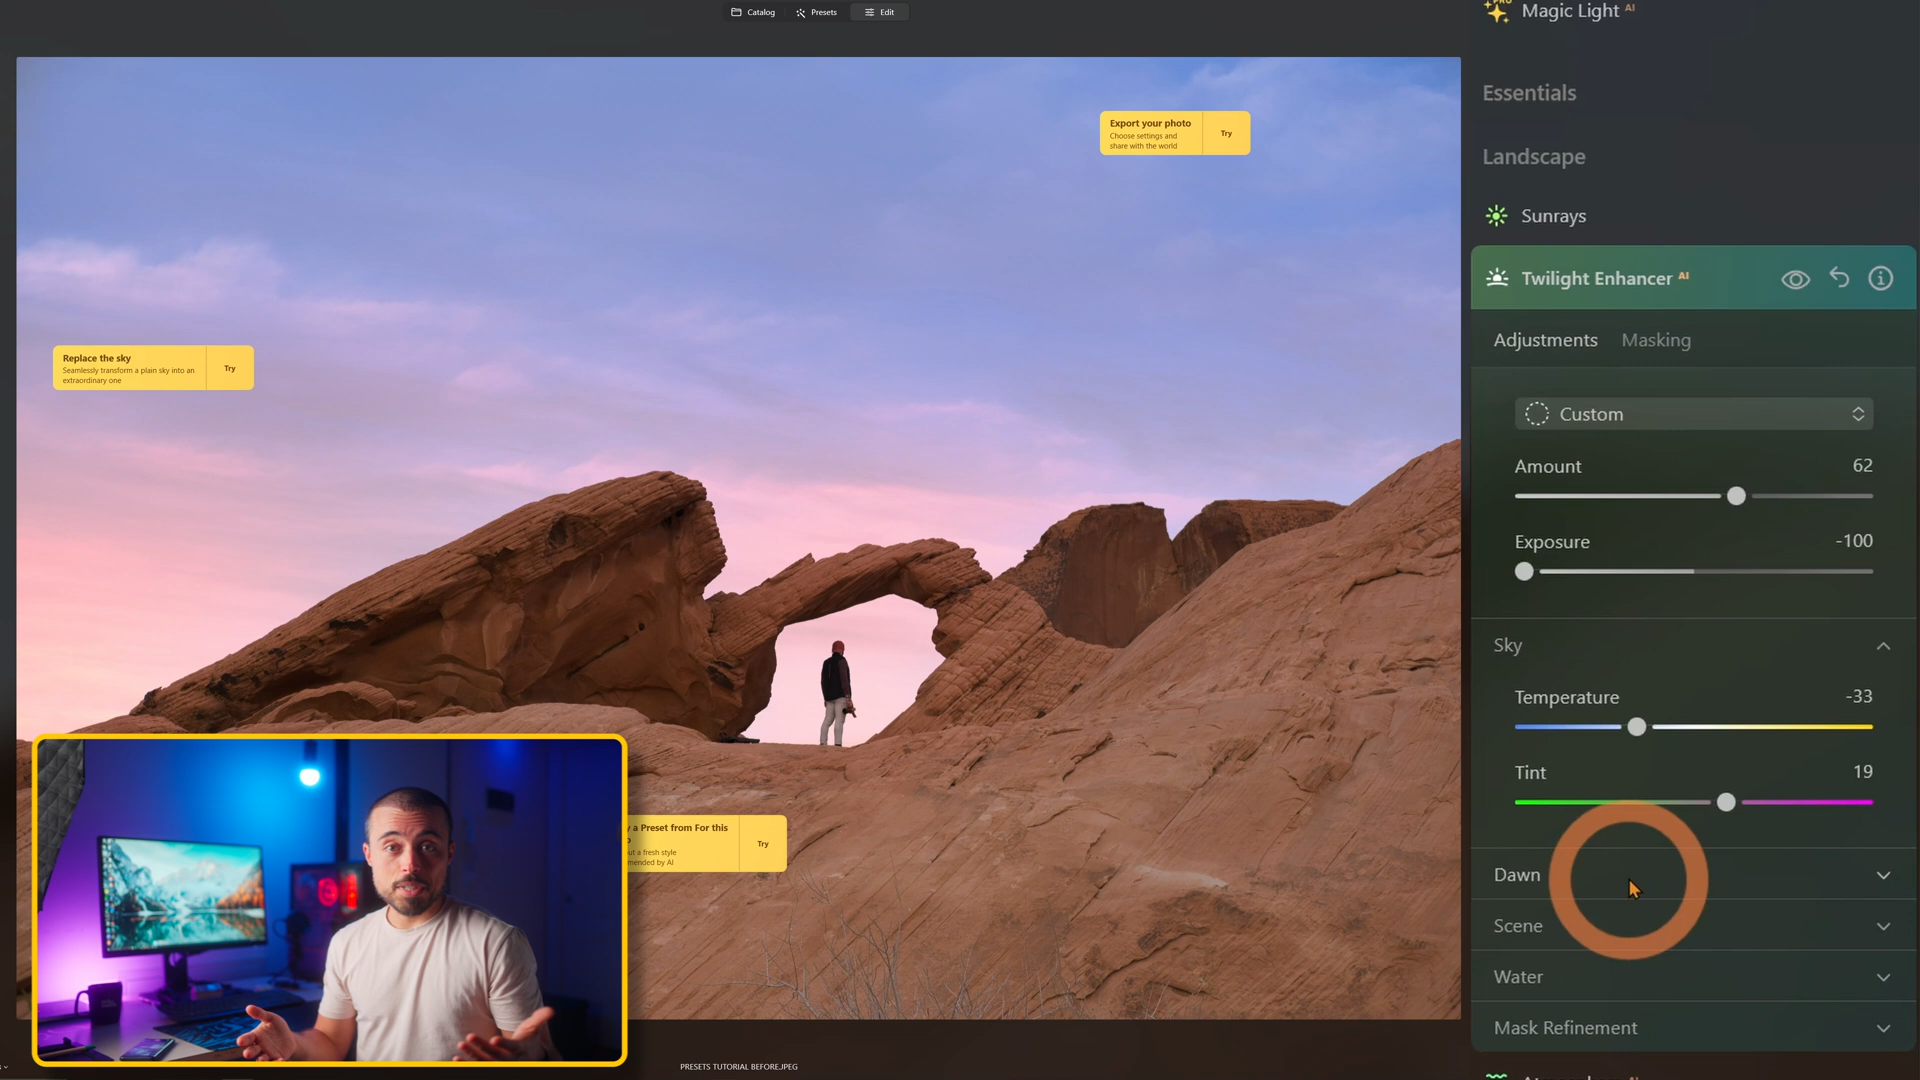 Catalog
Presets
Edit
PRO
Magic Light AI
Essentials
Landscape
Sunrays
Twilight Enhancer AI
Adjustments
Masking
Custom
Amount 62
Exposure -100
Sky
Temperature -33
Tint 19
Dawn
Scene
Water
Mask Refinement
Export your photo
Choose settings and
share with the world
Try
Replace the sky
Seamlessly transform a plain sky into an
extraordinary one
Try
y a Preset from For this
ut a fresh style
mended by AI
Try
PRESETS TUTORIAL BEFORE.JPEG